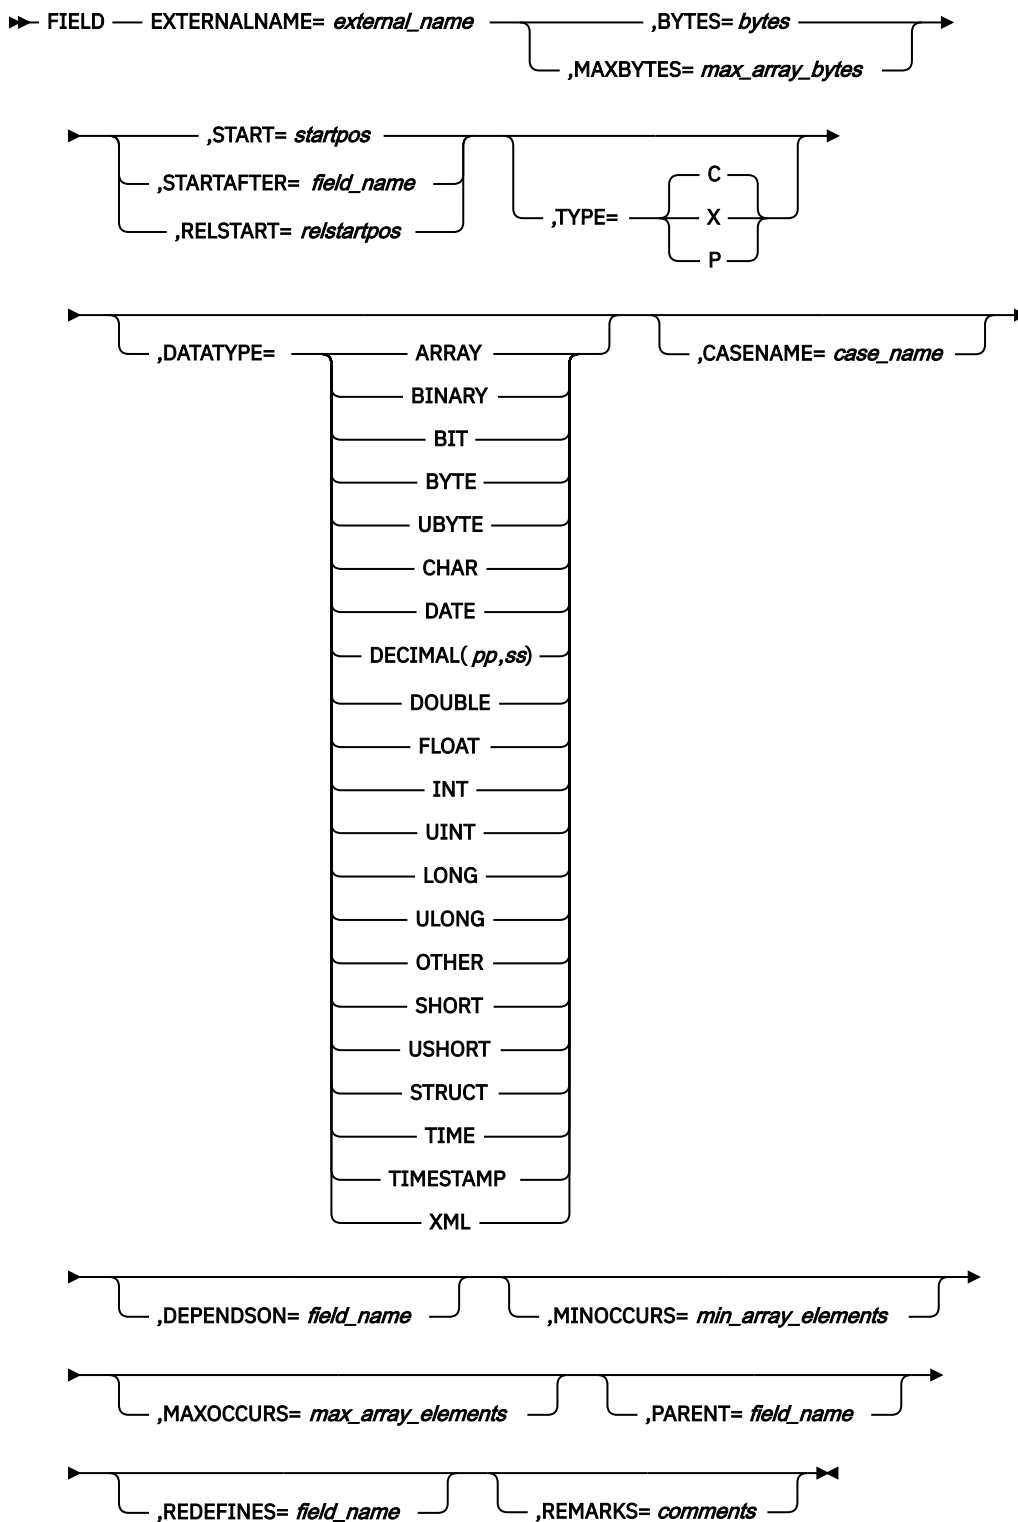 FIELD EXTERNALNAME= external_name ,BYTES= bytes
,MAXBYTES= max_array_bytes
,START= startpos
,STARTAFTER= field_name
,RELSTART= relstartpos
,TYPE=
C
X
P
,DATATYPE=
ARRAY
BINARY
BIT
BYTE
UBYTE
CHAR
DATE
DECIMAL( pp,ss)
DOUBLE
FLOAT
INT
UINT
LONG
ULONG
OTHER
SHORT
USHORT
STRUCT
TIME
TIMESTAMP
XML
,CASENAME= case_name
,DEPENDSON= field_name ,MINOCCURS= min_array_elements
,MAXOCCURS= max_array_elements ,PARENT= field_name
,REDEFINES= field_name ,REMARKS= comments